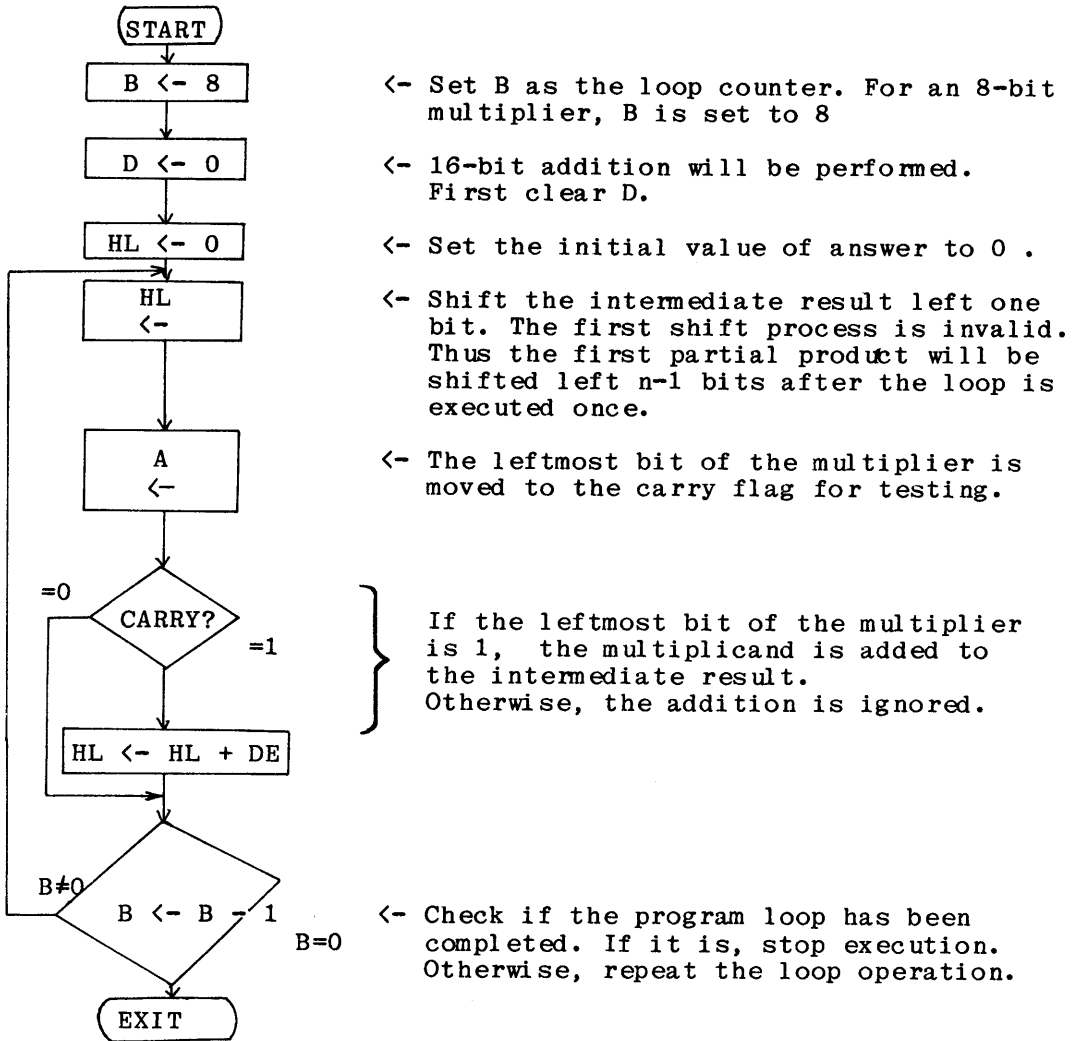 START
B <- 8
<- Set B as the loop counter. For an 8-bit
multiplier, B is set to 8
D <- 0
<- 16-bit addition will be performed.
First clear D.
HL <- 0
<- Set the initial value of answer to 0 .
HL
<-
<- Shift the intermediate result left one
bit. The first shift process is invalid.
Thus the first partial product will be
shifted left n-1 bits after the loop is
executed once.
A
<-
<- The leftmost bit of the multiplier is
moved to the carry flag for testing.
=0
CARRY?
=1
If the leftmost bit of the multiplier
is 1, the multiplicand is added to
the intermediate result.
Otherwise, the addition is ignored.
HL <- HL + DE
B≠0
B <- B - 1
B=0
<- Check if the program loop has been
completed. If it is, stop execution.
Otherwise, repeat the loop operation.
EXIT